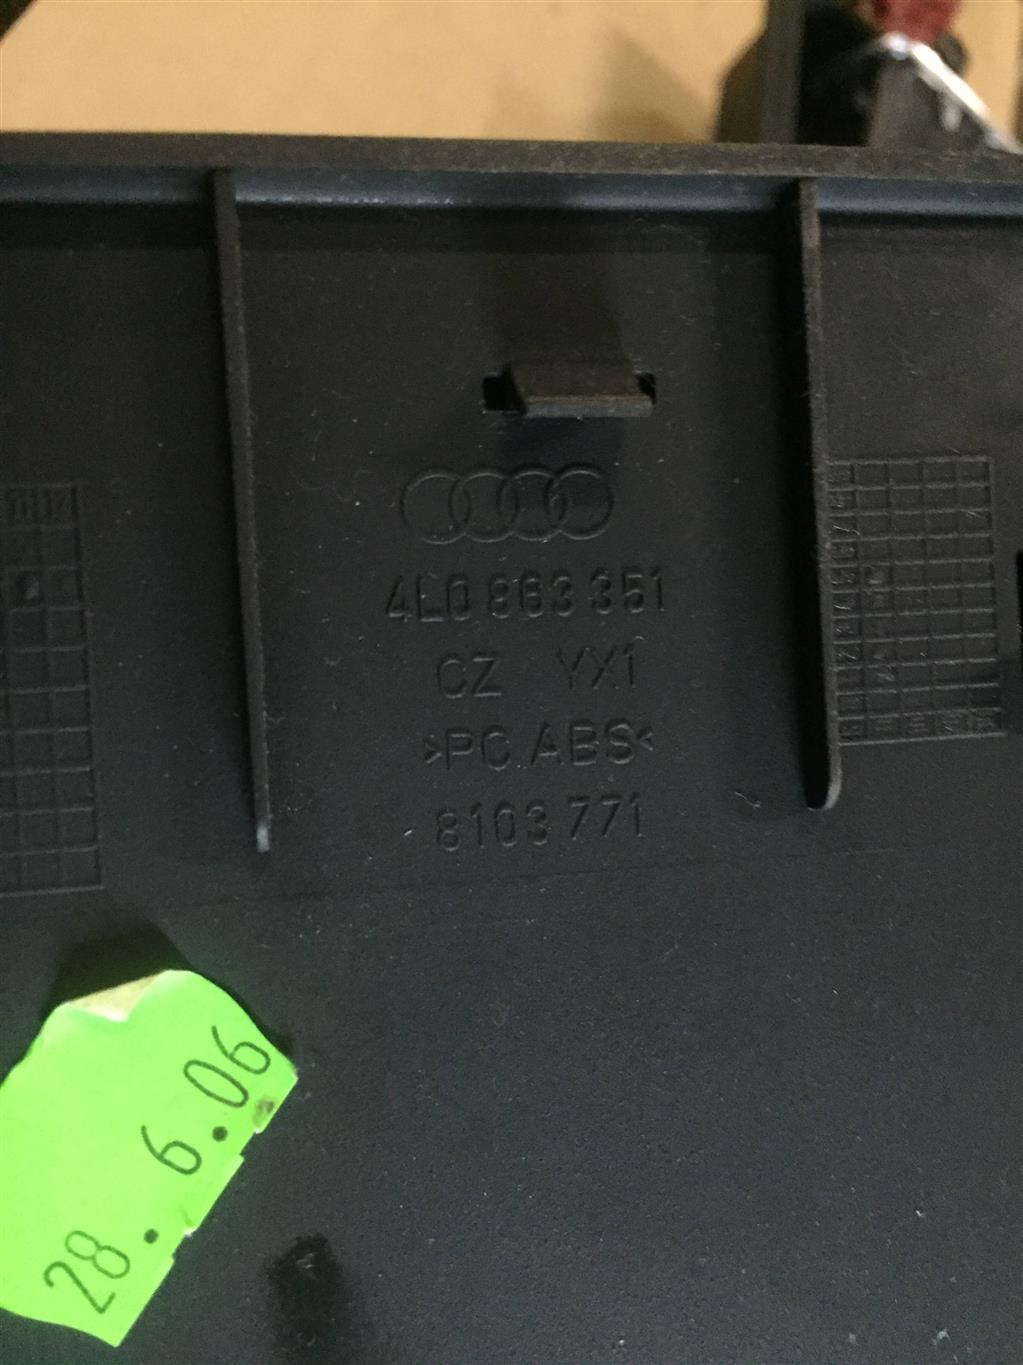 4L0 863 351
CZ YX1
>PC.ABS<
8103 771
28. 6.06